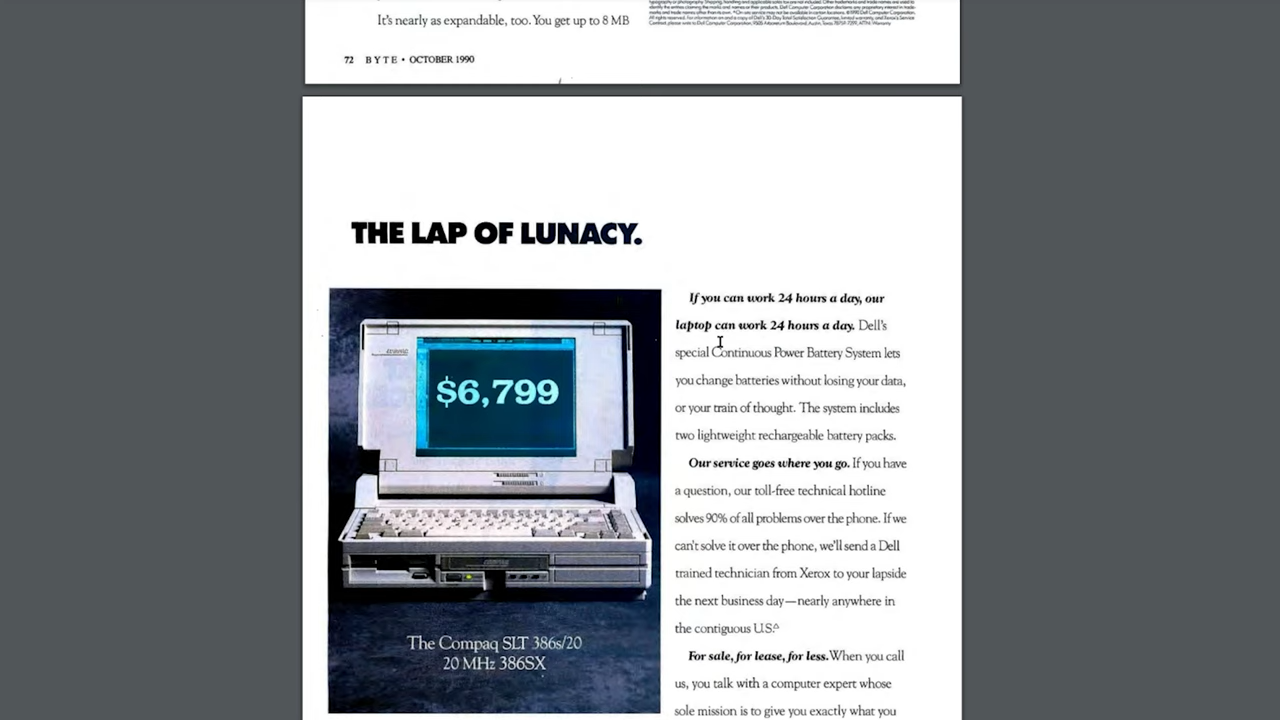 It's nearly as expandable, too. You get up to 8 MB
72 BYTE • OCTOBER 1990
THE LAP OF LUNACY.
$6,799
The Compaq SLT 386s/20
20 MHz 386SX
If you can work 24 hours a day, our
laptop can work 24 hours a day. Dell's
special Continuous Power Battery System lets
you change batteries without losing your data,
or your train of thought. The system includes
two lightweight rechargeable battery packs.
Our service goes where you go. If you have
a question, our toll-free technical hotline
solves 90% of all problems over the phone. If we
can't solve it over the phone, we'll send a Dell
trained technician from Xerox to your lapside
the next business day—nearly anywhere in
the contiguous U.S.^
For sale, for lease, for less. When you call
us, you talk with a computer expert whose
sole mission is to give you exactly what you